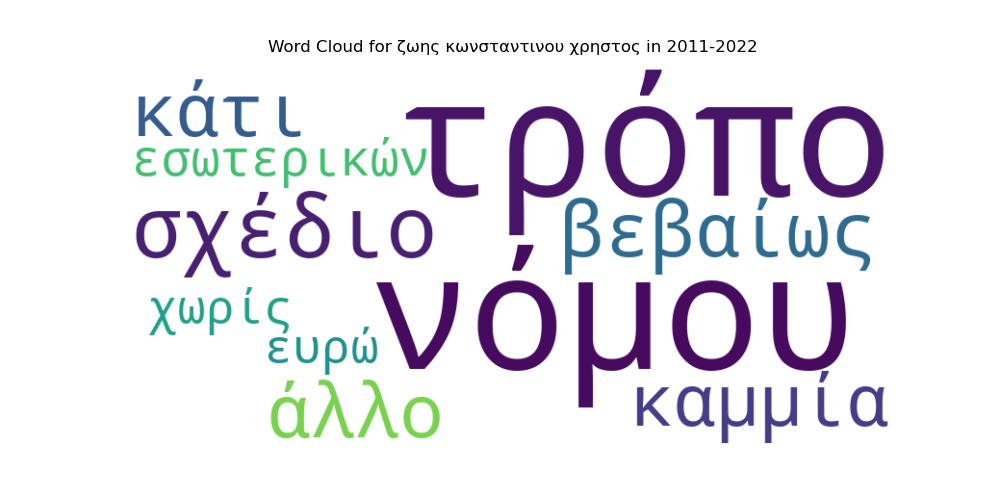 Word Cloud for ζωης κωνσταντινου χρηστος in 2011-2022
κάτι
τρόπο
εσωτερικών
σχέδιο
βεβαίως
νόμου
χωρίς
ευρώ
άλλο
καμμία